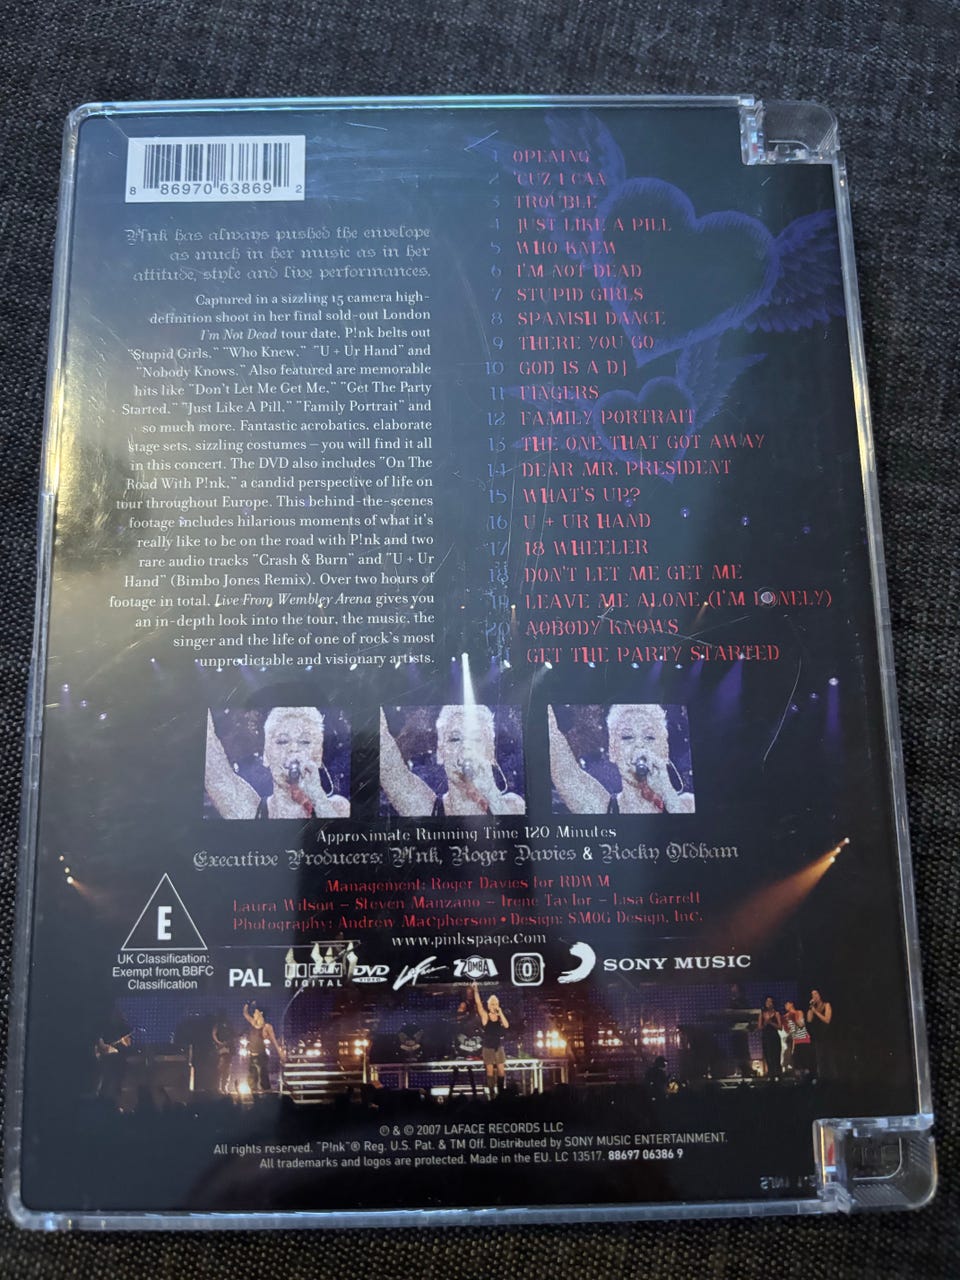 8 86970 63869 2
P!nk has always pushed the envelope
as much in her music as in her
attitude, style and live performances.
Captured in a sizzling 15 camera high-
definition shoot in her final sold-out London
I'm Not Dead tour date, P!nk belts out
"Stupid Girls," "Who Knew," "U + Ur Hand" and
"Nobody Knows." Also featured are memorable
hits like "Don't Let Me Get Me," "Get The Party
Started," "Just Like A Pill," "Family Portrait" and
so much more. Fantastic acrobatics, elaborate
stage sets, sizzling costumes – you will find it all
in this concert. The DVD also includes "On The
Road With P!nk," a candid perspective of life on
tour throughout Europe. This behind-the-scenes
footage includes hilarious moments of what it's
really like to be on the road with P!nk and two
rare audio tracks "Crash & Burn" and "U + Ur
Hand" (Bimbo Jones Remix). Over two hours of
footage in total, Live From Wembley Arena gives you
an in-depth look into the tour, the music, the
singer and the life of one of rock's most
unpredictable and visionary artists.
1 OPENING
2 'CUZ I CAN
3 TROUBLE
4 JUST LIKE A PILL
5 WHO KNEW
6 I'M NOT DEAD
7 STUPID GIRLS
8 SPANISH DANCE
9 THERE YOU GO
10 GOD IS A DJ
11 FINGERS
12 FAMILY PORTRAIT
13 THE ONE THAT GOT AWAY
14 DEAR MR. PRESIDENT
15 WHAT'S UP?
16 U + UR HAND
17 18 WHEELER
18 DON'T LET ME GET ME
19 LEAVE ME ALONE (I'M LONELY)
20 NOBODY KNOWS
21 GET THE PARTY STARTED
Approximate Running Time 120 Minutes
Executive Producers: P!nk, Roger Davies & Rocky Oldham
Management: Roger Davies for RDWM
Laura Wilson – Steven Manzano – Irene Taylor – Lisa Garrett
Photography: Andrew MacPherson • Design: SMOG Design, Inc.
www.pinkspage.com
E
UK Classification:
Exempt from BBFC
Classification
PAL DOLBY DIGITAL DVD VIDEO LaFace ZOMBA 0 SONY MUSIC
℗ & © 2007 LAFACE RECORDS LLC
All rights reserved. "P!nk"® Reg. U.S. Pat. & TM Off. Distributed by SONY MUSIC ENTERTAINMENT.
All trademarks and logos are protected. Made in the EU. LC 13517. 88697 06386 9